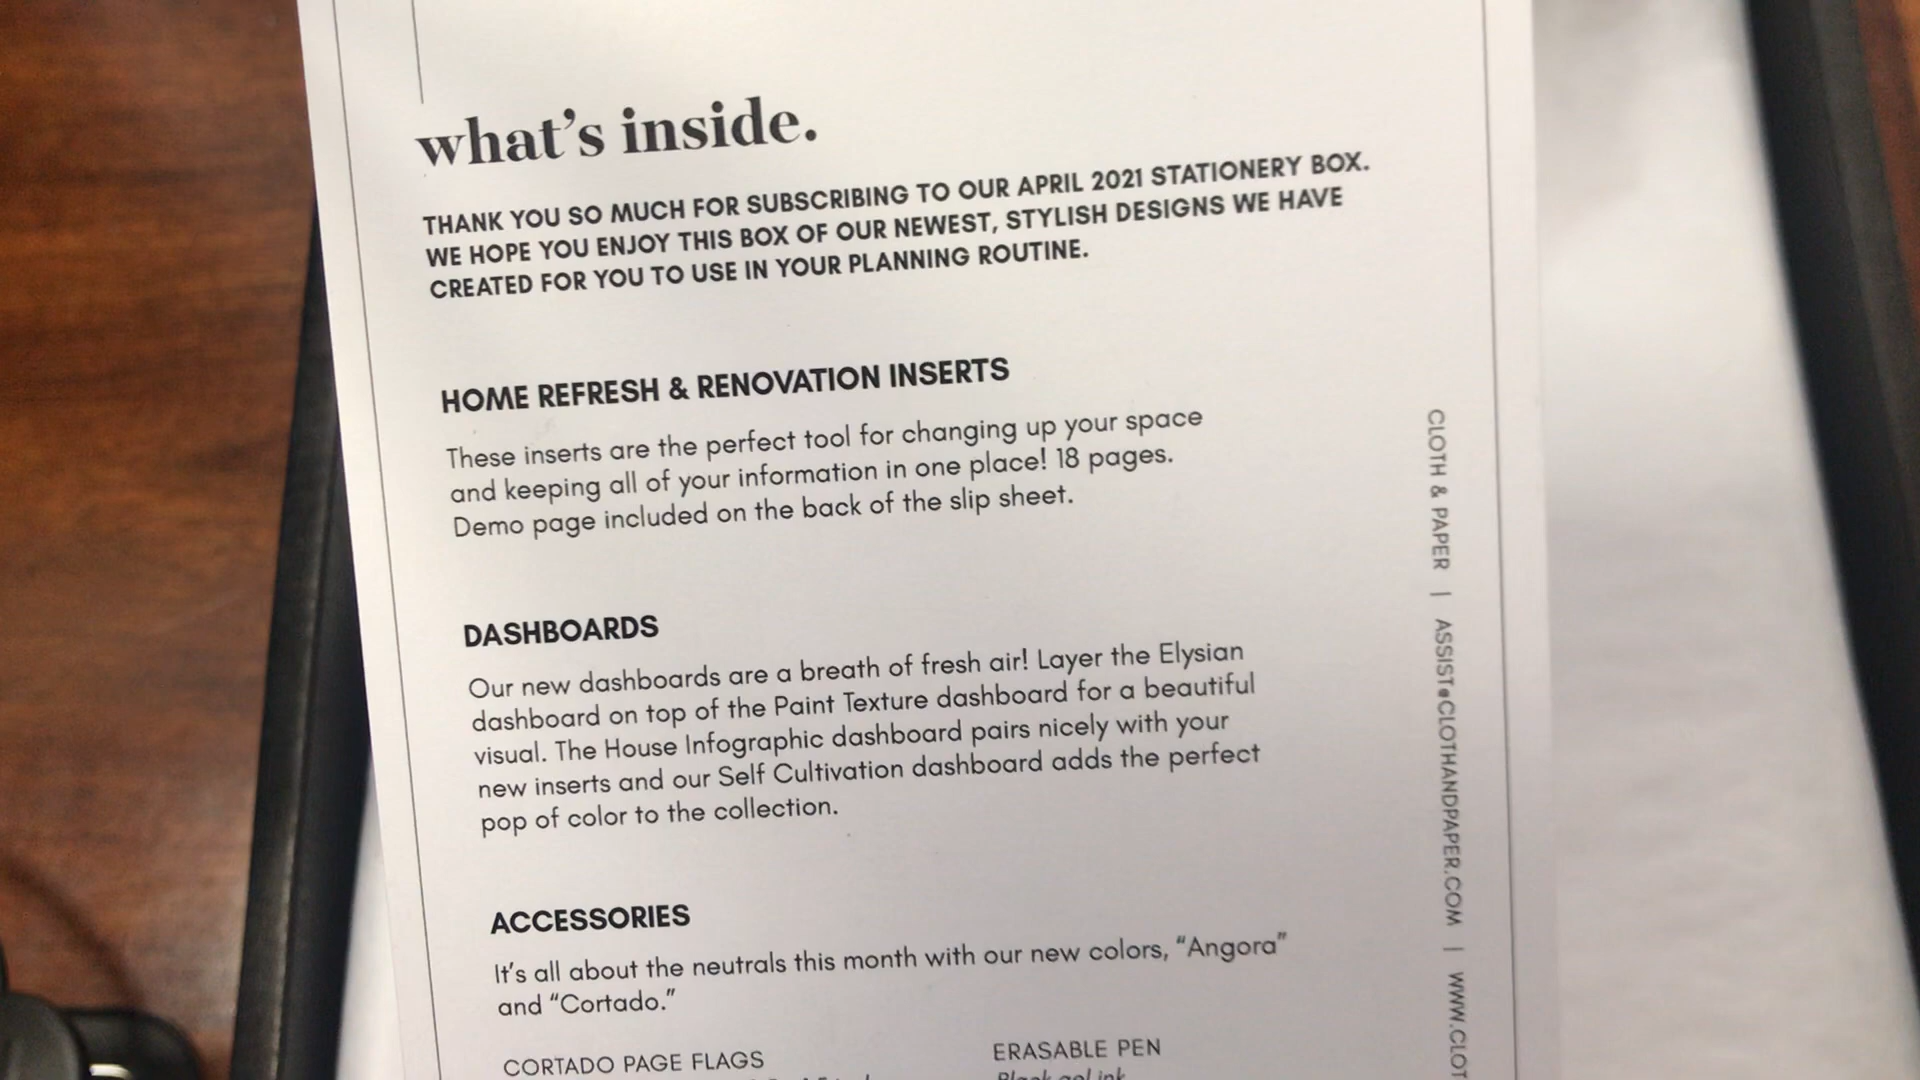 what's inside.
THANK YOU SO MUCH FOR SUBSCRIBING TO OUR APRIL 2021 STATIONERY BOX.
WE HOPE YOU ENJOY THIS BOX OF OUR NEWEST, STYLISH DESIGNS WE HAVE
CREATED FOR YOU TO USE IN YOUR PLANNING ROUTINE.
HOME REFRESH & RENOVATION INSERTS
These inserts are the perfect tool for changing up your space
and keeping all of your information in one place! 18 pages.
Demo page included on the back of the slip sheet.
DASHBOARDS
Our new dashboards are a breath of fresh air! Layer the Elysian
dashboard on top of the Paint Texture dashboard for a beautiful
visual. The House Infographic dashboard pairs nicely with your
new inserts and our Self Cultivation dashboard adds the perfect
pop of color to the collection.
ACCESSORIES
It's all about the neutrals this month with our new colors, “Angora”
and “Cortado.”
CORTADO PAGE FLAGS
ERASABLE PEN
Black gel ink
CLOTH & PAPER | ASSIST@CLOTHANDPAPER.COM | WWW.CLOT